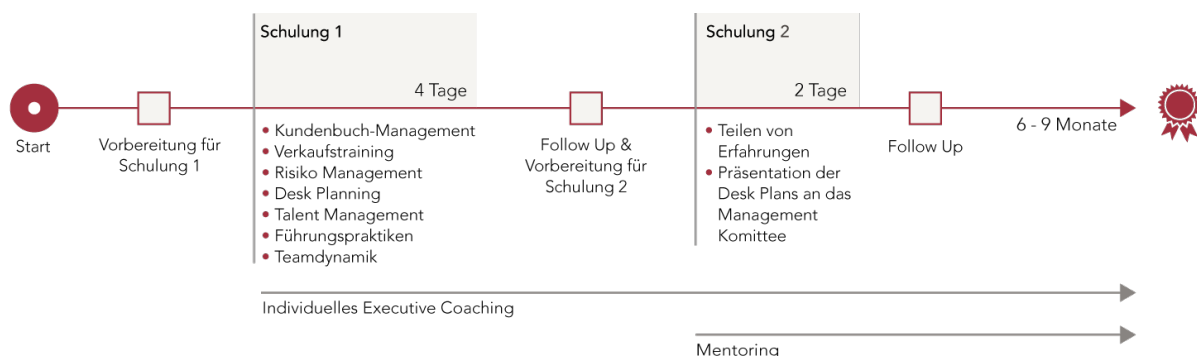 Schulung 1
4 Tage
Schulung 2
2 Tage
Start
Vorbereitung für
Schulung 1
• Kundenbuch-Management
• Verkaufstraining
• Risiko Management
• Desk Planning
• Talent Management
• Führungspraktiken
• Teamdynamik
Follow Up &
Vorbereitung für
Schulung 2
• Teilen von
Erfahrungen
• Präsentation der
Desk Plans an das
Management
Komittee
Follow Up
6 - 9 Monate
Individuelles Executive Coaching
Mentoring